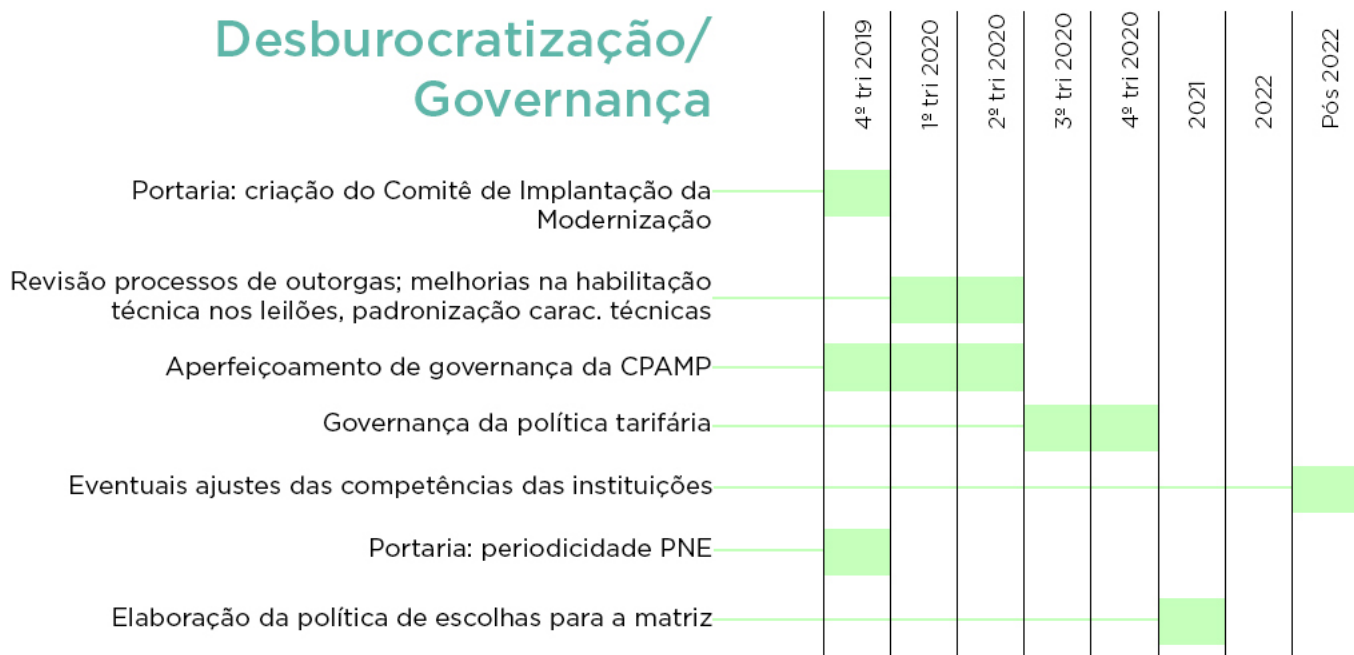 Desburocratização/
Governança
4º tri 2019
1º tri 2020
2º tri 2020
3º tri 2020
4º tri 2020
2021
2022
Pós 2022
Portaria: criação do Comitê de Implantação da
Modernização
Revisão processos de outorgas; melhorias na habilitação
técnica nos leilões, padronização carac. técnicas
Aperfeiçoamento de governança da CPAMP
Governança da política tarifária
Eventuais ajustes das competências das instituições
Portaria: periodicidade PNE
Elaboração da política de escolhas para a matriz